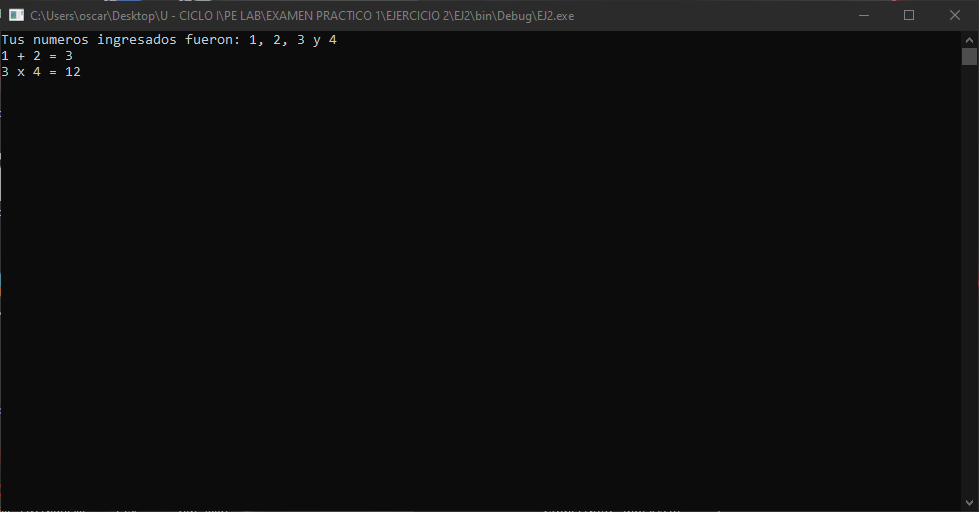 C:\Users\oscar\Desktop\U - CICLO I\PE LAB\EXAMEN PRACTICO 1\EJERCICIO 2\EJ2\bin\Debug\EJ2.exe
Tus numeros ingresados fueron: 1, 2, 3 y 4
1 + 2 = 3
3 x 4 = 12